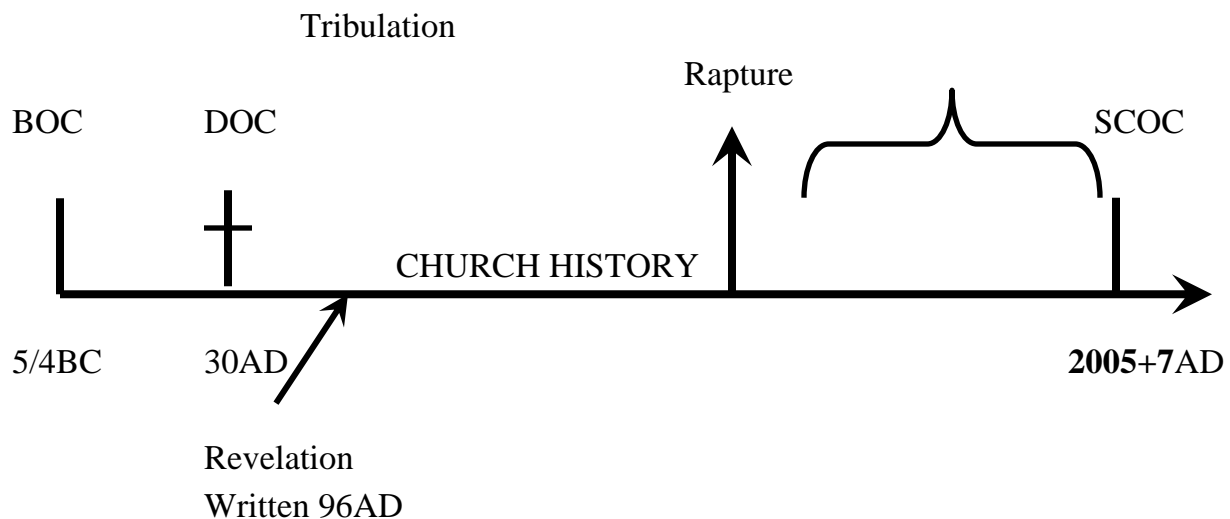 Tribulation
Rapture
BOC
DOC
SCOC
CHURCH HISTORY
5/4BC
30AD
2005+7AD
Revelation
Written 96AD